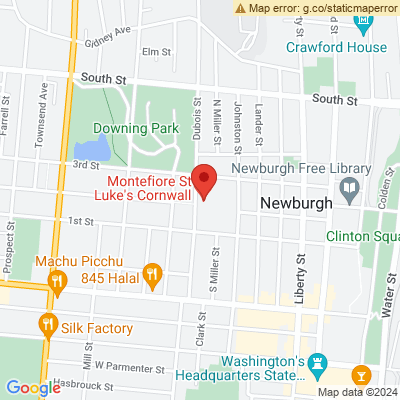 Map error: g.co/staticmaperror
Gidney Ave
Elm St
Crawford House
South St
South St
Townsend Ave
Farrell St
Dubois St
N Miller St
Johnston St
Lander St
Liberty St
Downing Park
3rd St
Newburgh Free Library
Montefiore St
Luke's Cornwall
Newburgh
Colden St
1st St
Clinton Squa
Prospect St
Machu Picchu
845 Halal
S Miller St
Liberty St
Water St
Silk Factory
Clark St
Mill St
Washington's
Headquarters State...
W Parmenter St
Hasbrouck St
Google
Map data ©2024